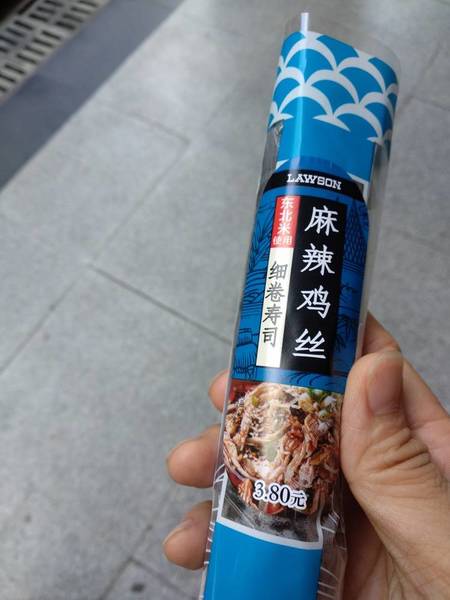 LAWSON
麻辣鸡丝
东北米
使用
细卷寿司
3.80元